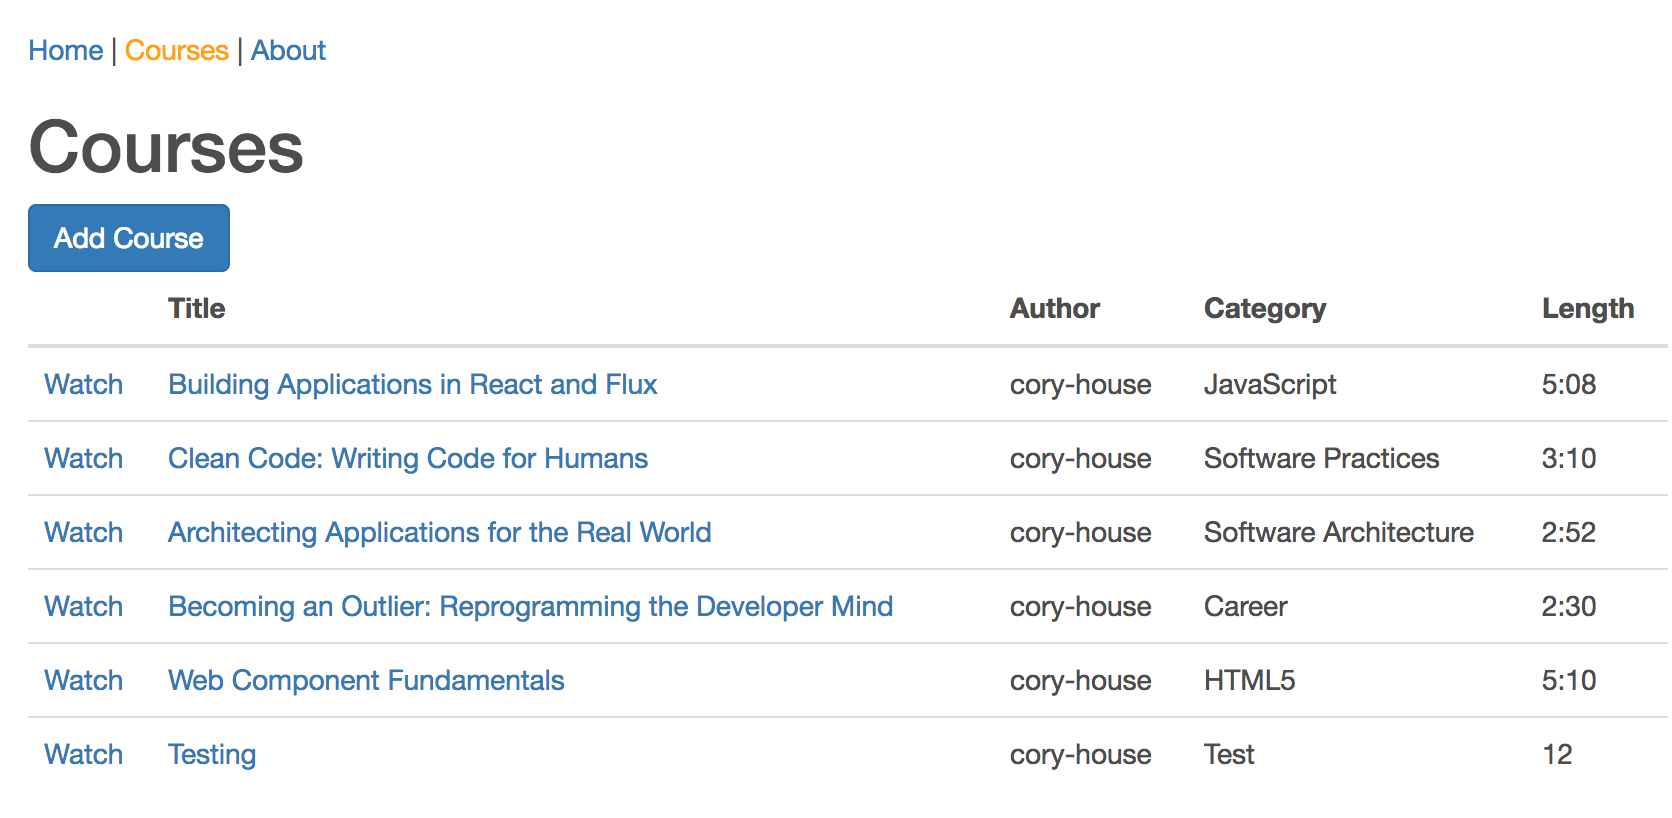 Home | Courses | About
Courses
Add Course
Title Author Category Length
Watch Building Applications in React and Flux cory-house JavaScript 5:08
Watch Clean Code: Writing Code for Humans cory-house Software Practices 3:10
Watch Architecting Applications for the Real World cory-house Software Architecture 2:52
Watch Becoming an Outlier: Reprogramming the Developer Mind cory-house Career 2:30
Watch Web Component Fundamentals cory-house HTML5 5:10
Watch Testing cory-house Test 12